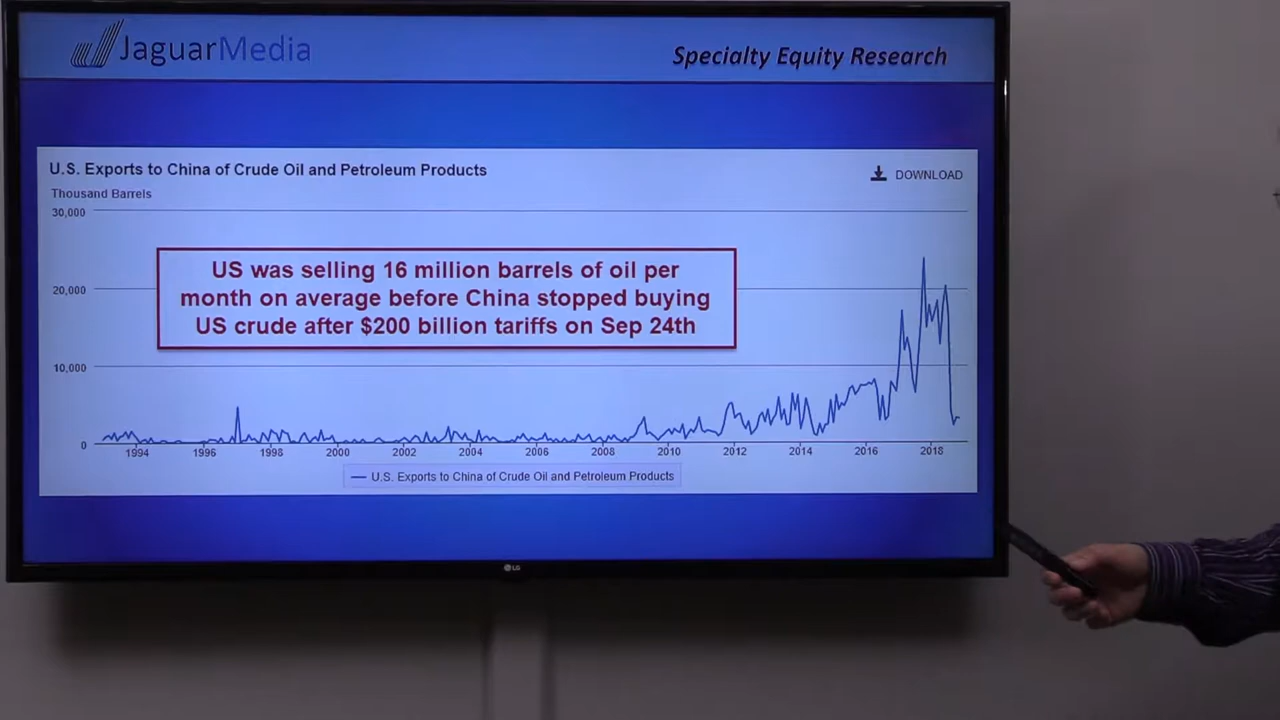 JaguarMedia
Specialty Equity Research
U.S. Exports to China of Crude Oil and Petroleum Products
DOWNLOAD
Thousand Barrels
30,000
US was selling 16 million barrels of oil per
month on average before China stopped buying
US crude after $200 billion tariffs on Sep 24th
20,000
10,000
0
1994 1996 1998 2000 2002 2004 2006 2008 2010 2012 2014 2016 2018
U.S. Exports to China of Crude Oil and Petroleum Products
LG